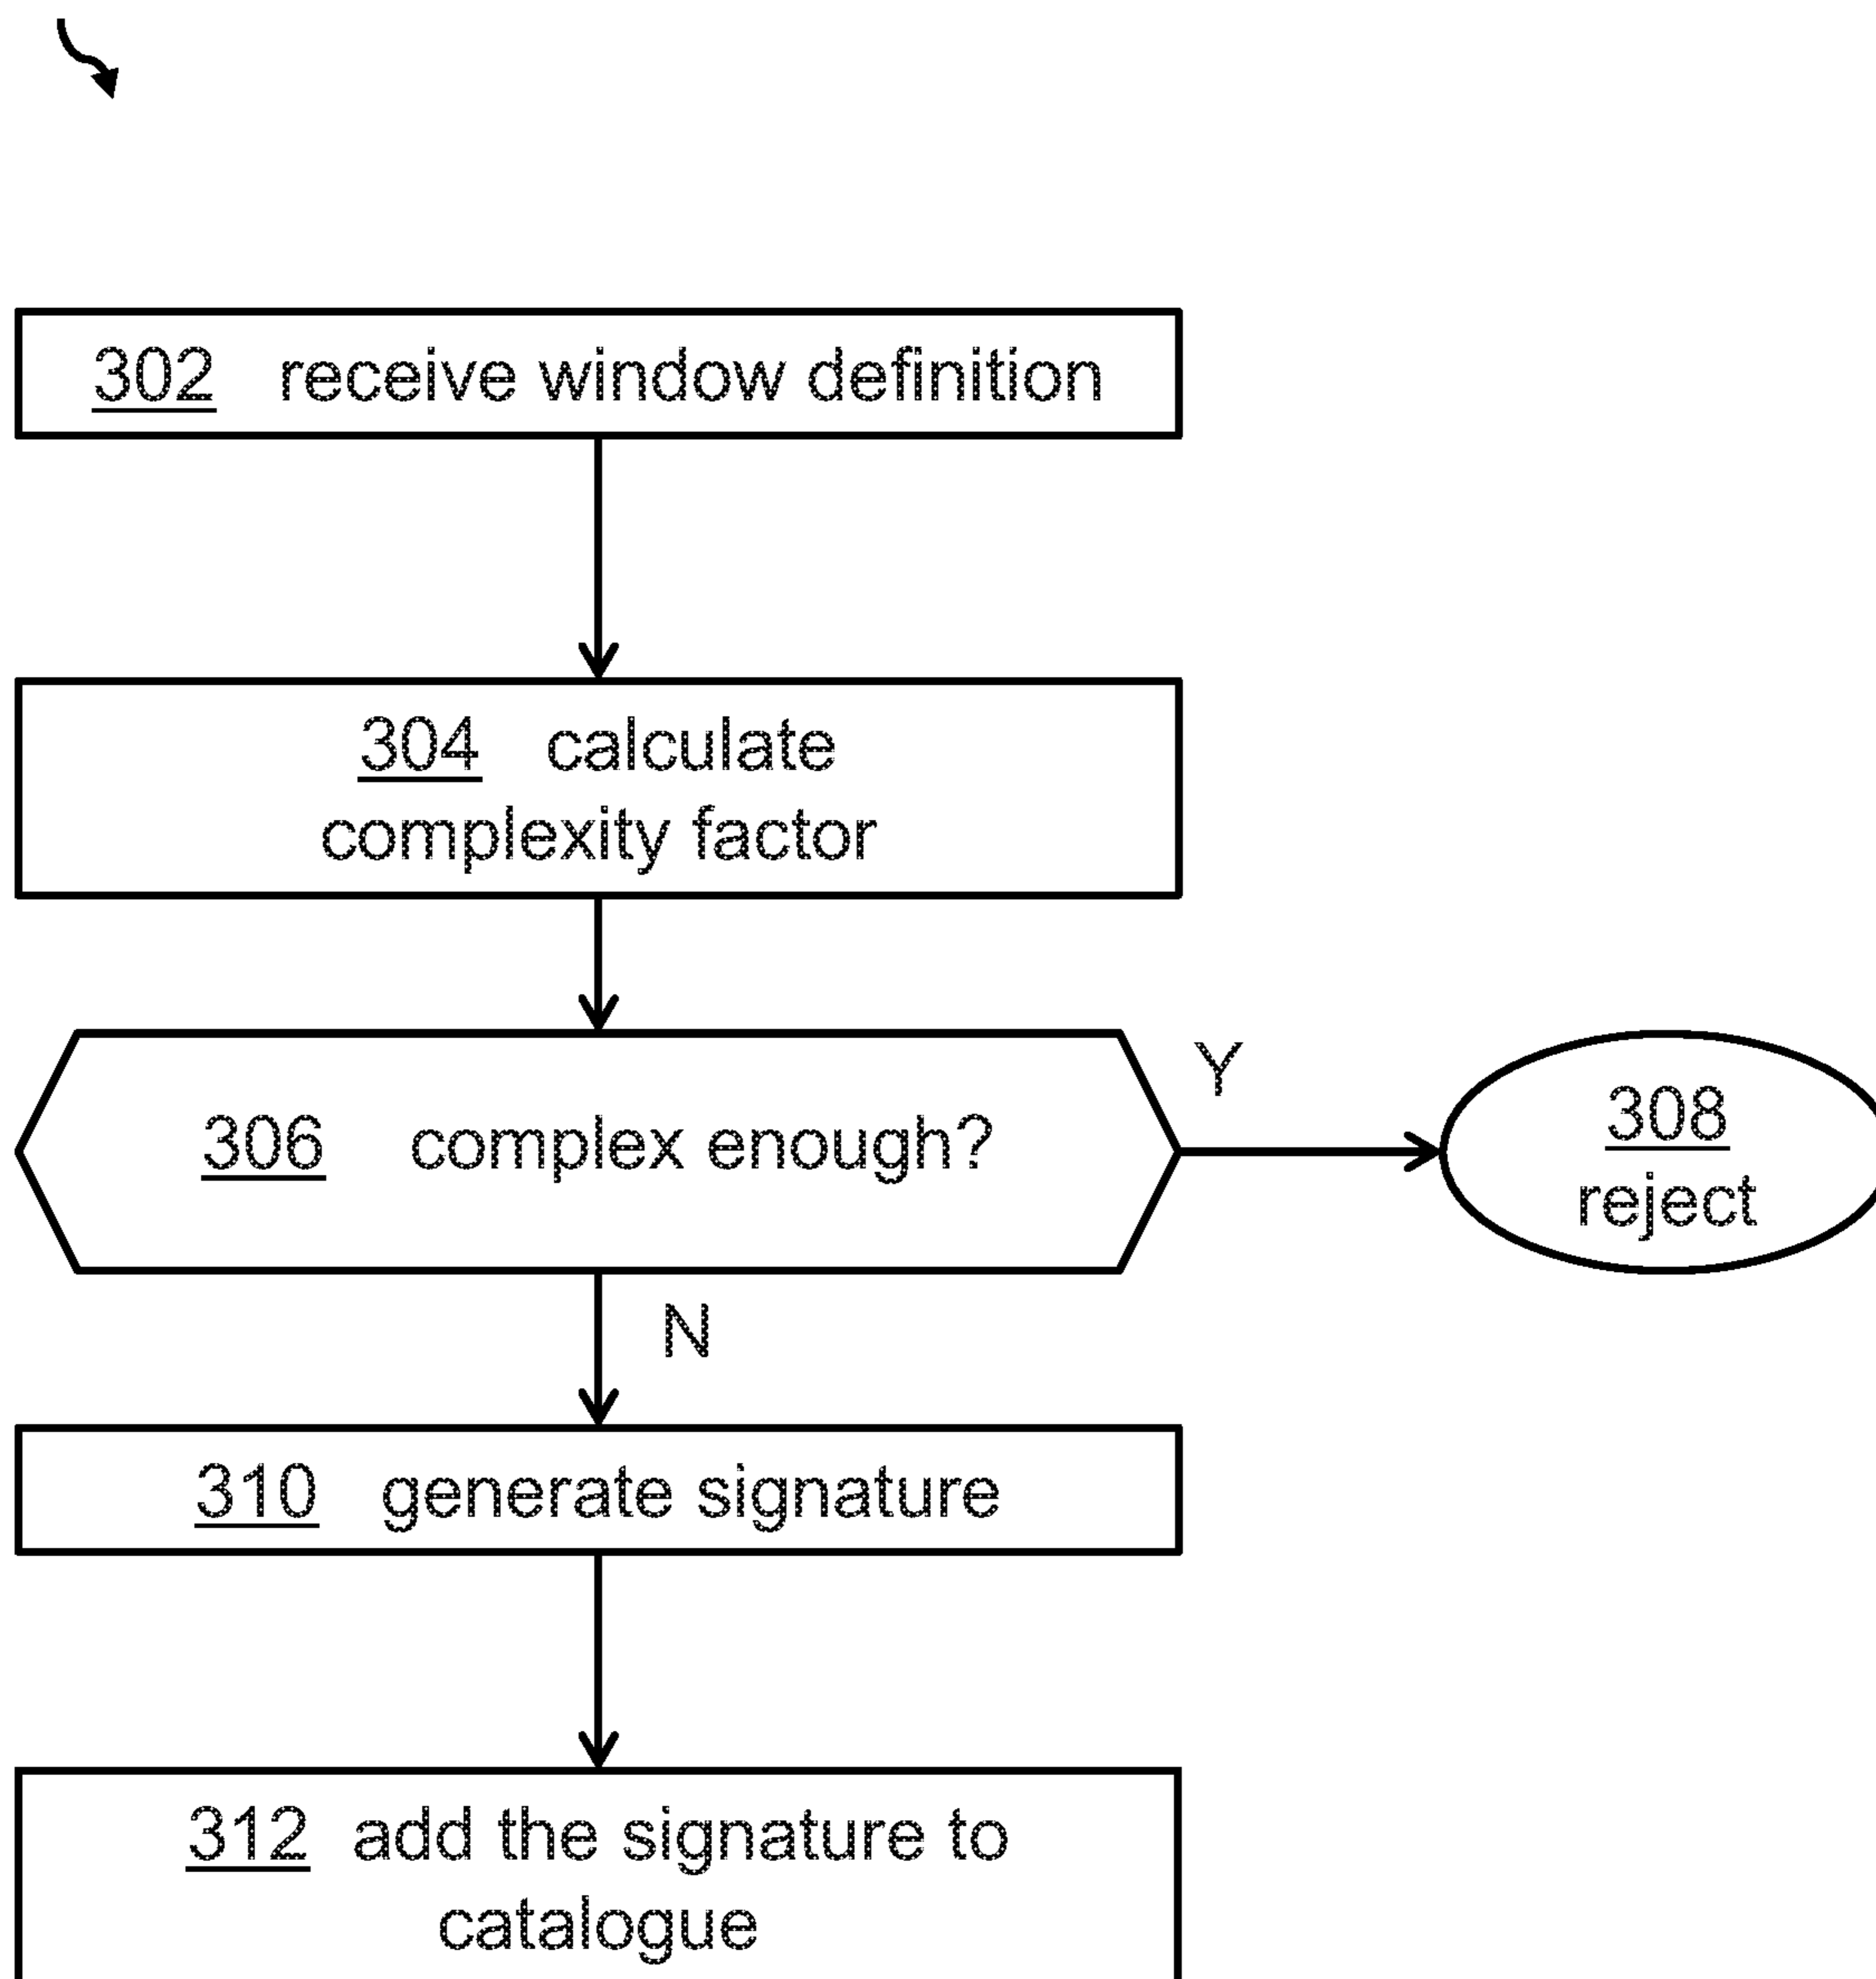 302 receive window definition
304 calculate
complexity factor
306 complex enough?
Y
308
reject
N
310 generate signature
312 add the signature to
catalogue